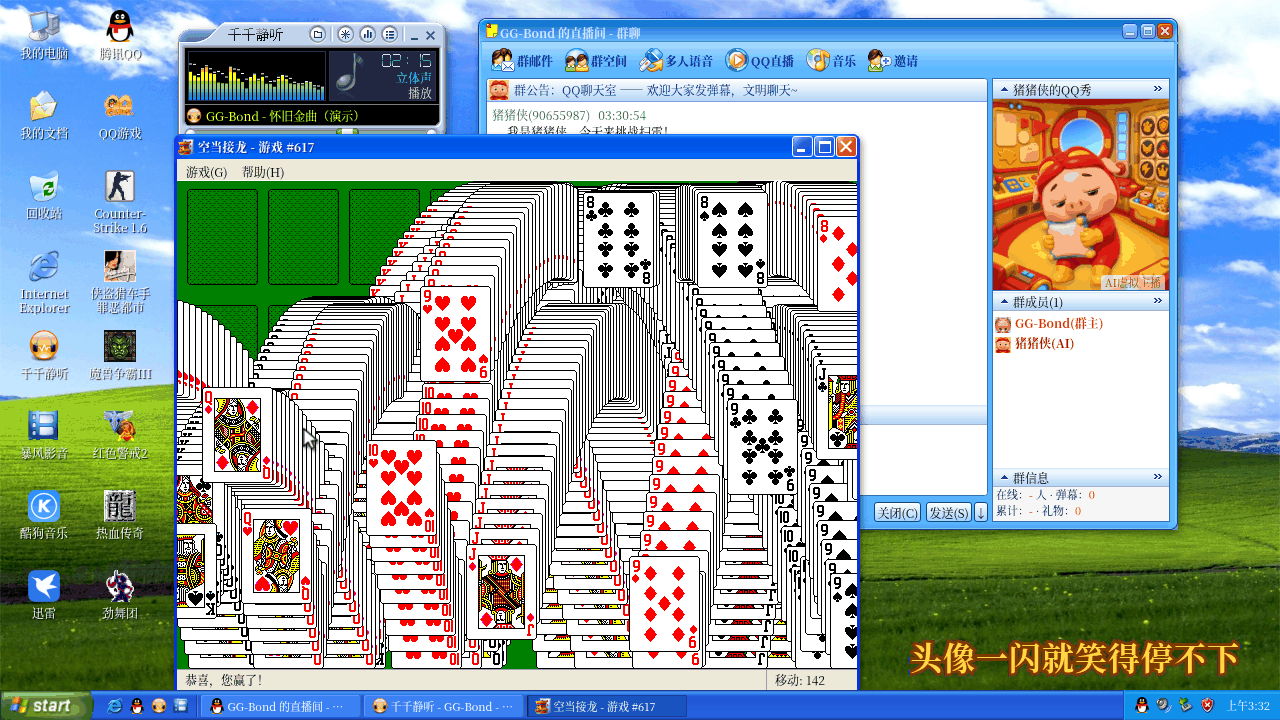 我的电脑
腾讯QQ
我的文档
QQ游戏
回收站
Counter-
Strike 1.6
Internet
Explorer
侠盗猎车手
罪恶都市
千千静听
魔兽争霸III
暴风影音
红色警戒2
酷狗音乐
热血传奇
迅雷
劲舞团
千千静听
02:15
立体声
播放
GG-Bond - 怀旧金曲（演示）
GG-Bond 的直播间 - 群聊
群邮件
群空间
多人语音
QQ直播
音乐
邀请
群公告: QQ聊天室 —— 欢迎大家发弹幕，文明聊天~
猪猪侠(90655987) 03:30:54
我是猪猪侠，今天来挑战扫雷!
关闭(C)
发送(S)
↓
猪猪侠的QQ秀
AI虚拟主播
群成员(1)
GG-Bond(群主)
猪猪侠(AI)
群信息
在线: - 人 · 弹幕: 0
累计: - · 礼物: 0
空当接龙 - 游戏 #617
游戏(G)
帮助(H)
恭喜，您赢了!
移动: 142
头像一闪就笑得停不下
start
GG-Bond 的直播间 - ···
千千静听 - GG-Bond - ···
空当接龙 - 游戏 #617
上午3:32